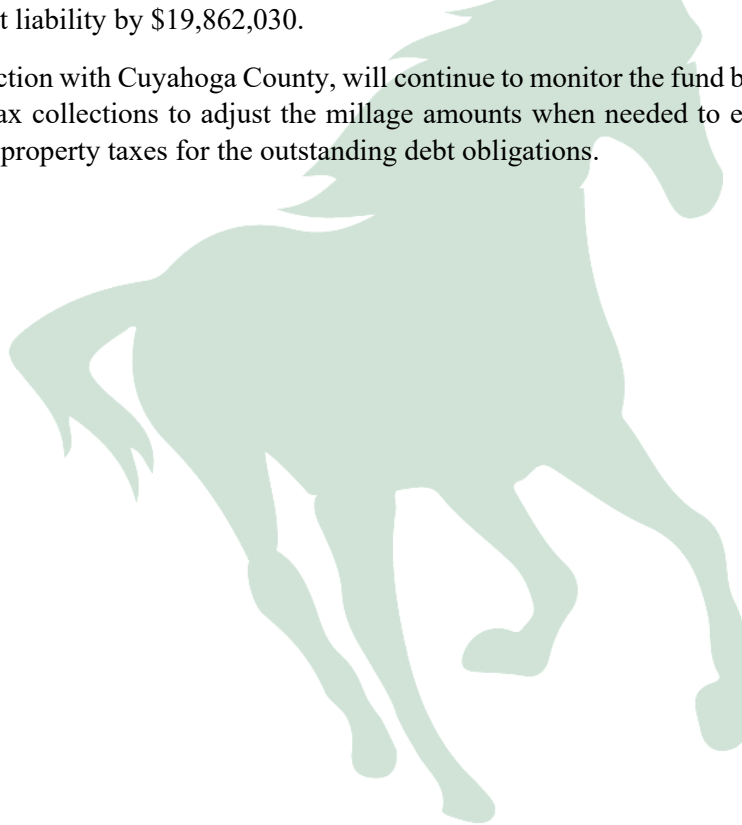 t liability by $19,862,030.
ction with Cuyahoga County, will continue to monitor the fund b
ax collections to adjust the millage amounts when needed to e
property taxes for the outstanding debt obligations.